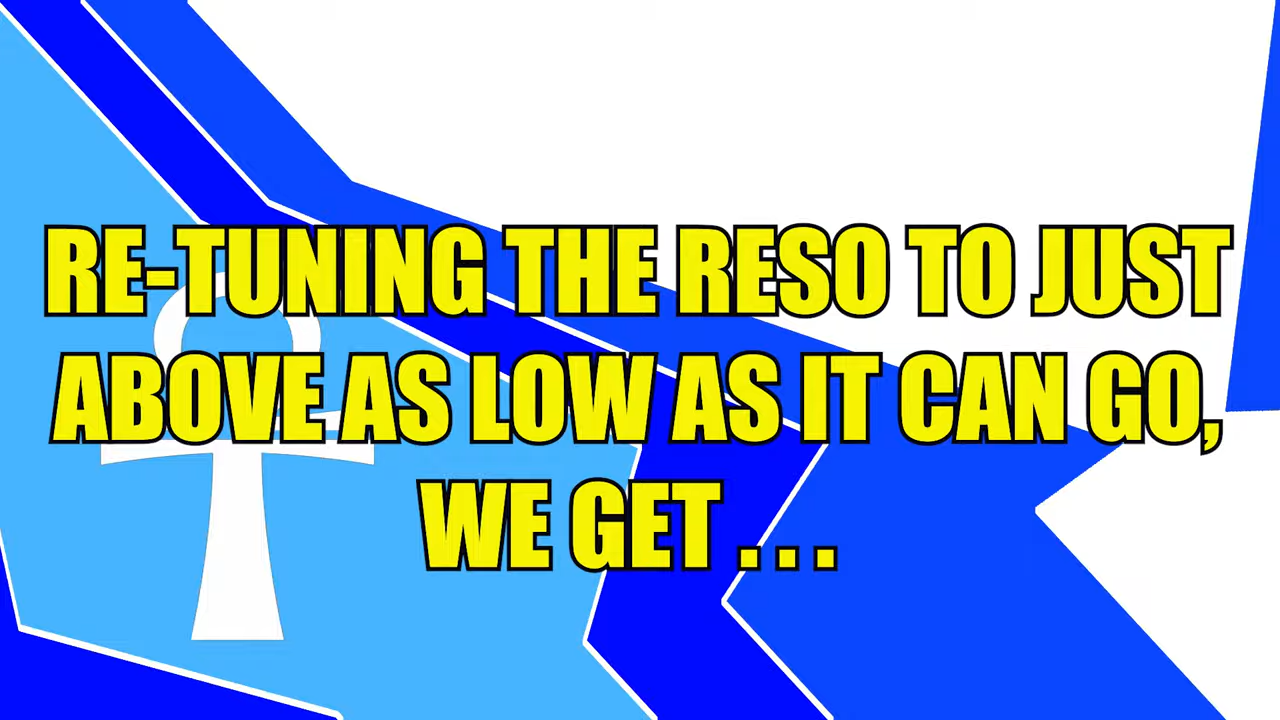 RE-TUNING THE RESO TO JUST
ABOVE AS LOW AS IT CAN GO,
WE GET . . .